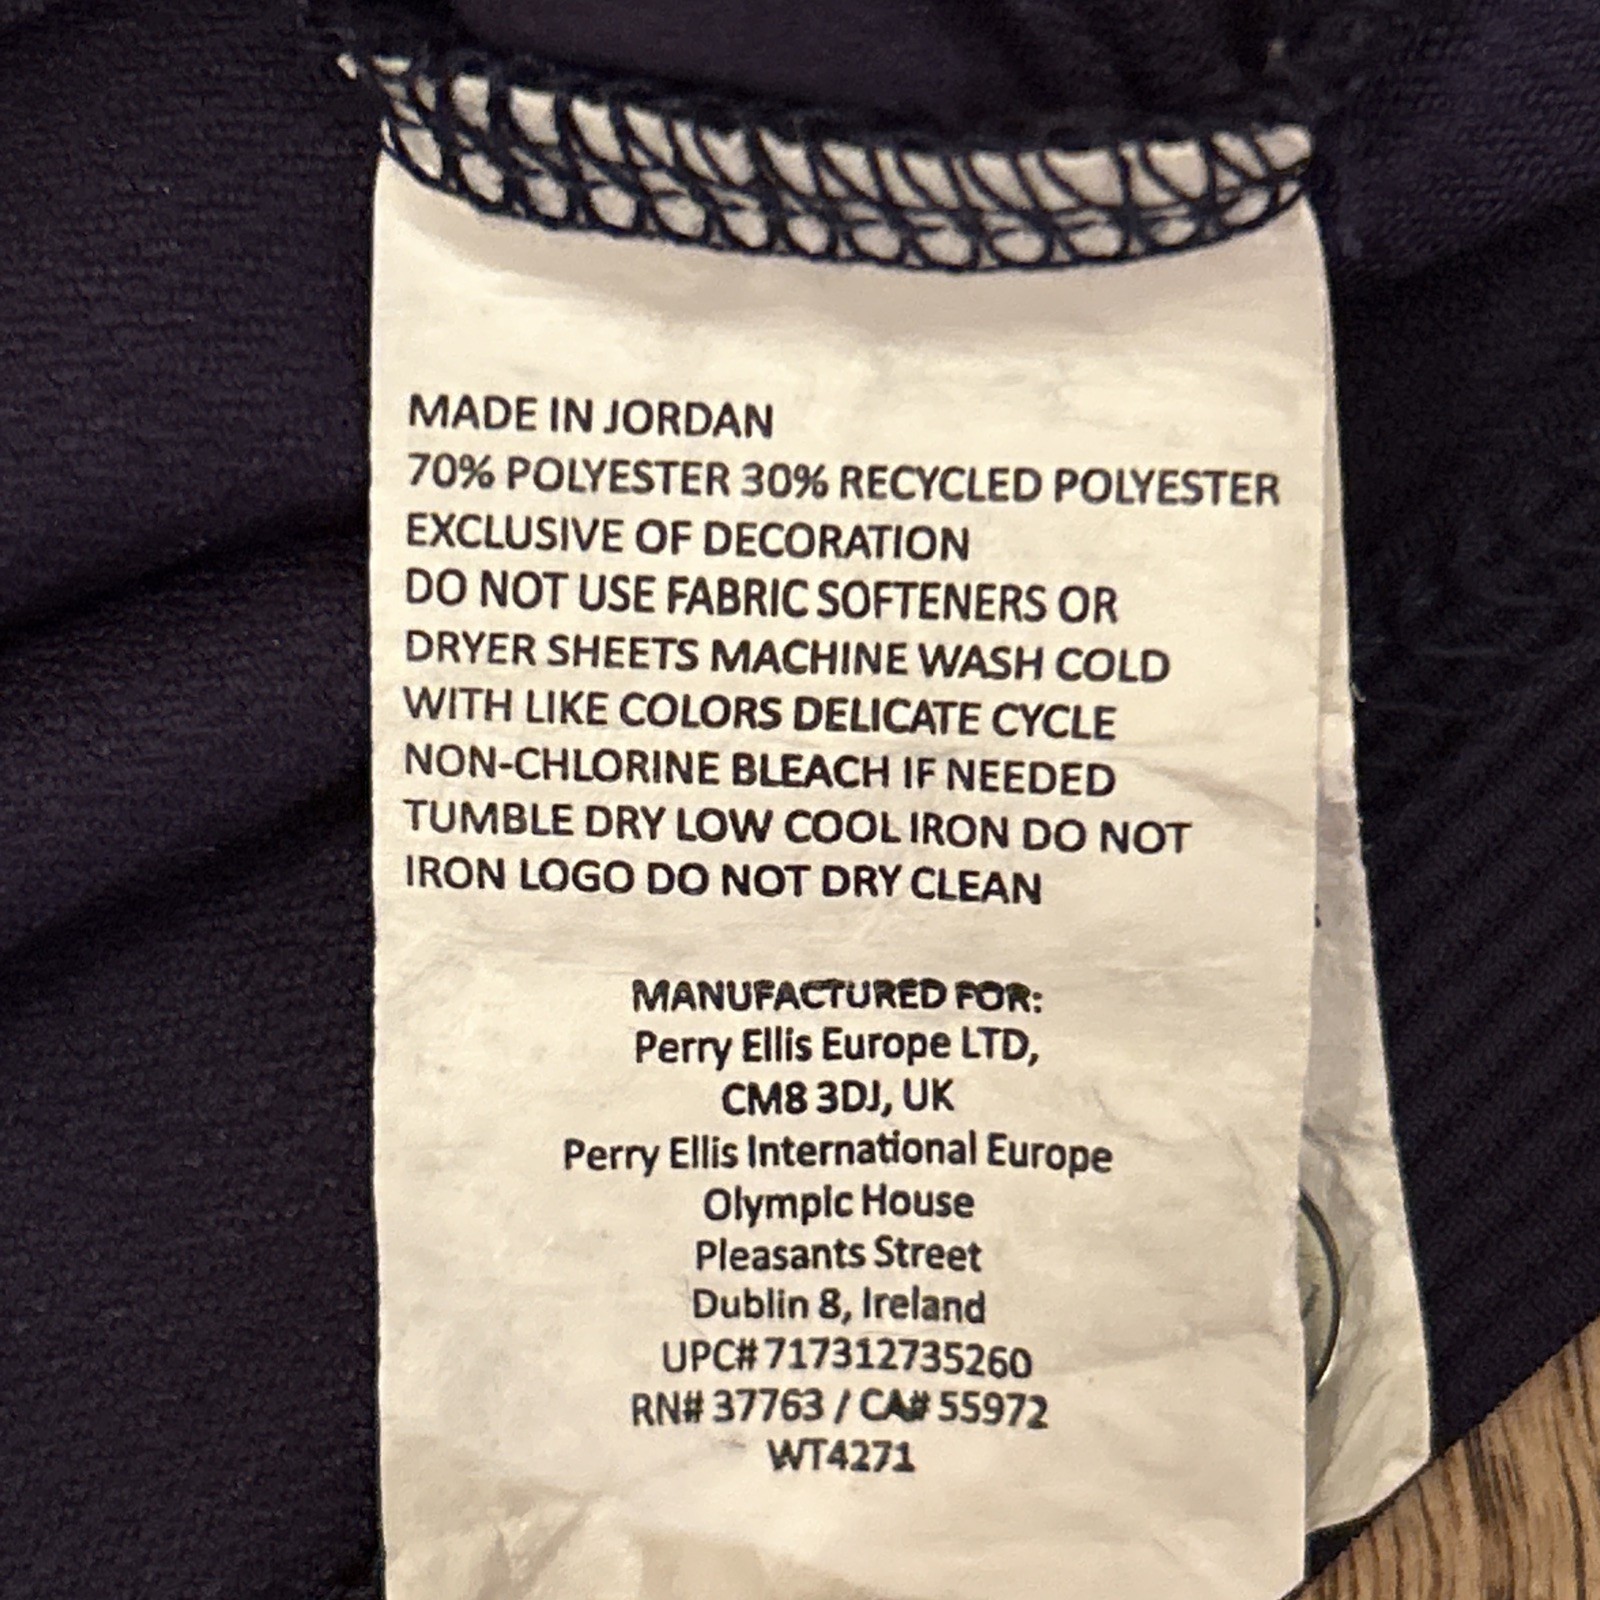 MADE IN JORDAN
70% POLYESTER 30% RECYCLED POLYESTER
EXCLUSIVE OF DECORATION
DO NOT USE FABRIC SOFTENERS OR
DRYER SHEETS MACHINE WASH COLD
WITH LIKE COLORS DELICATE CYCLE
NON-CHLORINE BLEACH IF NEEDED
TUMBLE DRY LOW COOL IRON DO NOT
IRON LOGO DO NOT DRY CLEAN
MANUFACTURED FOR:
Perry Ellis Europe LTD,
CM8 3DJ, UK
Perry Ellis International Europe
Olympic House
Pleasants Street
Dublin 8, Ireland
UPC# 717312735260
RN# 37763 / CA# 55972
WT4271